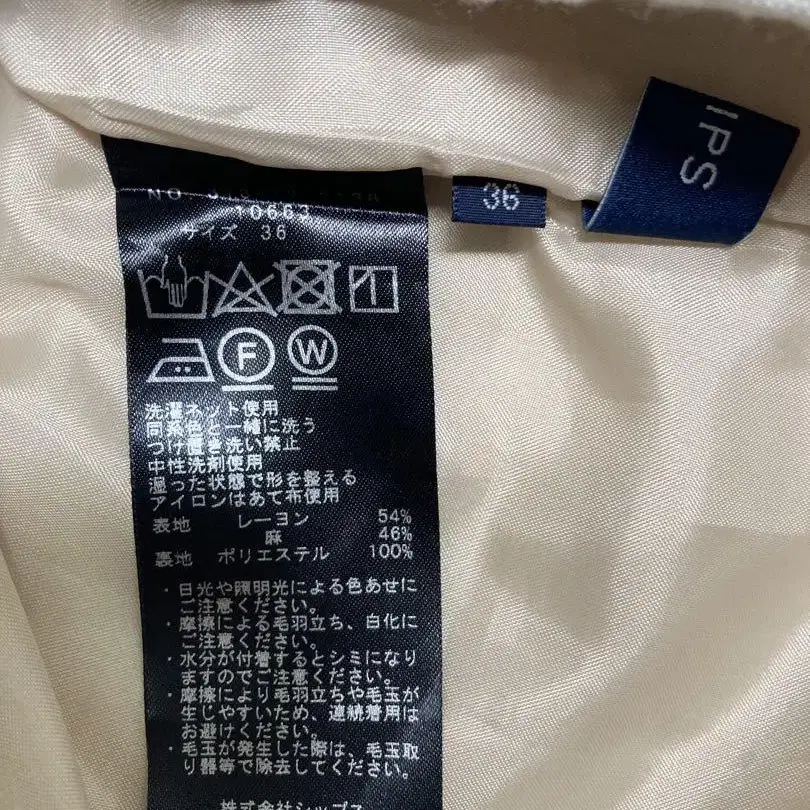 IPS
36
NO.
10663
サイズ 36
F
W
洗濯ネット使用
同系色と一緒に洗う
つけ置き洗い禁止
中性洗剤使用
湿った状態で形を整える
アイロンはあて布使用
表地 レーヨン 54%
麻 46%
裏地 ポリエステル 100%
・日光や照明光による色あせに
ご注意ください。
・摩擦による毛羽立ち、白化に
ご注意ください。
・水分が付着するとシミになり
ますのでご注意ください。
・摩擦により毛羽立ちや毛玉が
生じやすいため、連続着用は
お避けください。
・毛玉が発生した際は、毛玉取
り器等で除去してください。
株式会社シップス